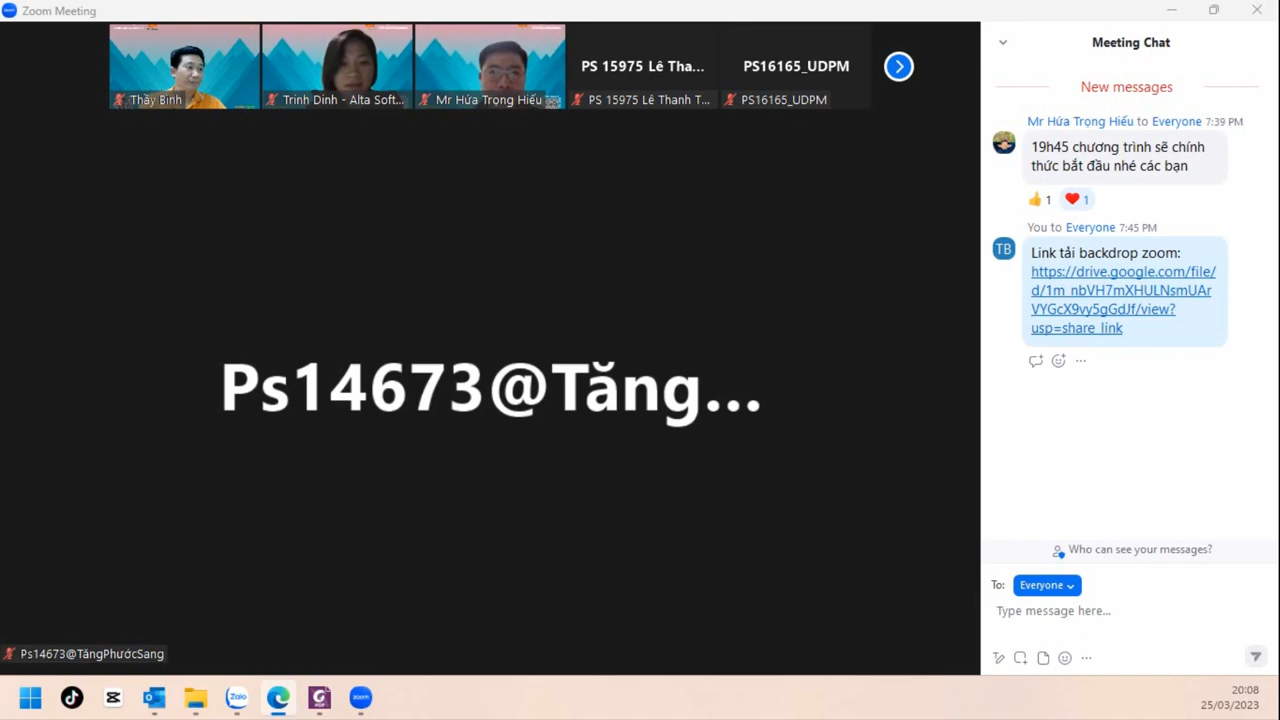 Zoom Meeting
Thầy Bình
Trinh Dinh - Alta Soft...
Mr Hứa Trọng Hiếu
PS 15975 Lê Tha...
PS 15975 Lê Thanh T...
PS16165_UDPM
PS16165_UDPM
Ps14673@Tăng...
Ps14673@TăngPhướcSang
Meeting Chat
New messages
Mr Hứa Trọng Hiếu to Everyone 7:39 PM
19h45 chương trình sẽ chính
thức bắt đầu nhé các bạn
1
1
You to Everyone 7:45 PM
TB
Link tải backdrop zoom:
https://drive.google.com/file/
d/1m_nbVH7mXHULNsmUAr
VYGcX9vy5gGdJf/view?
usp=share_link
Who can see your messages?
To: Everyone
Type message here...
Zalo
PDF
zoom
20:08
25/03/2023